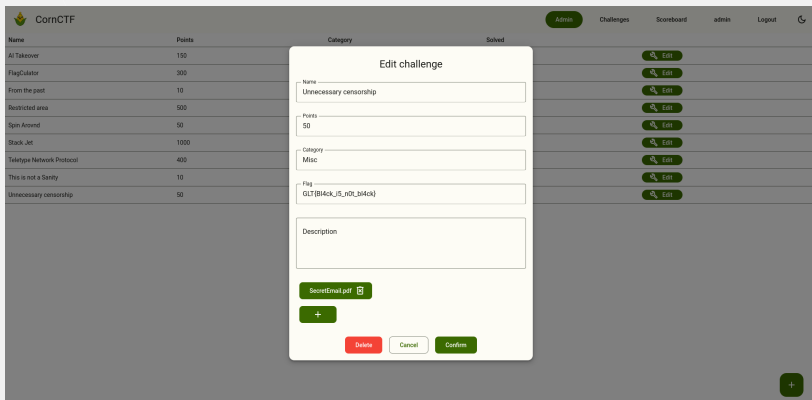 CornCTF
Admin Challenges Scoreboard admin Logout
Name Points Category Solved
AI Takeover 150 Edit
FlagCulator 300 Edit
From the past 10 Edit
Restricted area 500 Edit
Spin Around 50 Edit
Stack Jet 1000 Edit
Teletype Network Protocol 400 Edit
This is not a Sanity 10 Edit
Unnecessary censorship 50 Edit
Edit challenge
Name
Unnecessary censorship
Points
50
Category
Misc
Flag
GLT{Bl4ck_i5_n0t_bl4ck}
Description
SecretEmail.pdf
+
Delete Cancel Confirm
+